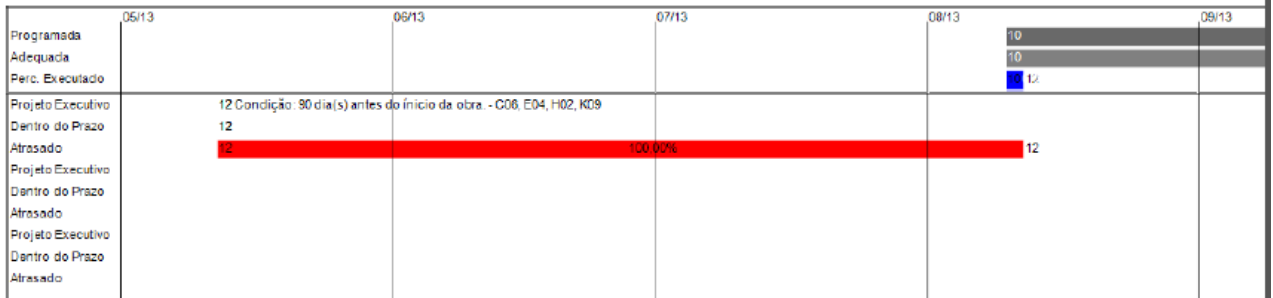 05/13 06/13 07/13 08/13 09/13
Programada 10
Adequada 10
Perc. Executado 10 12
Projeto Executivo 12 Condição: 90 dia(s) antes do ínicio da obra. - C06, E04, H02, K09
Dentro do Prazo 12
Atrasado 12 100,00% 12
Projeto Executivo
Dentro do Prazo
Atrasado
Projeto Executivo
Dentro do Prazo
Atrasado